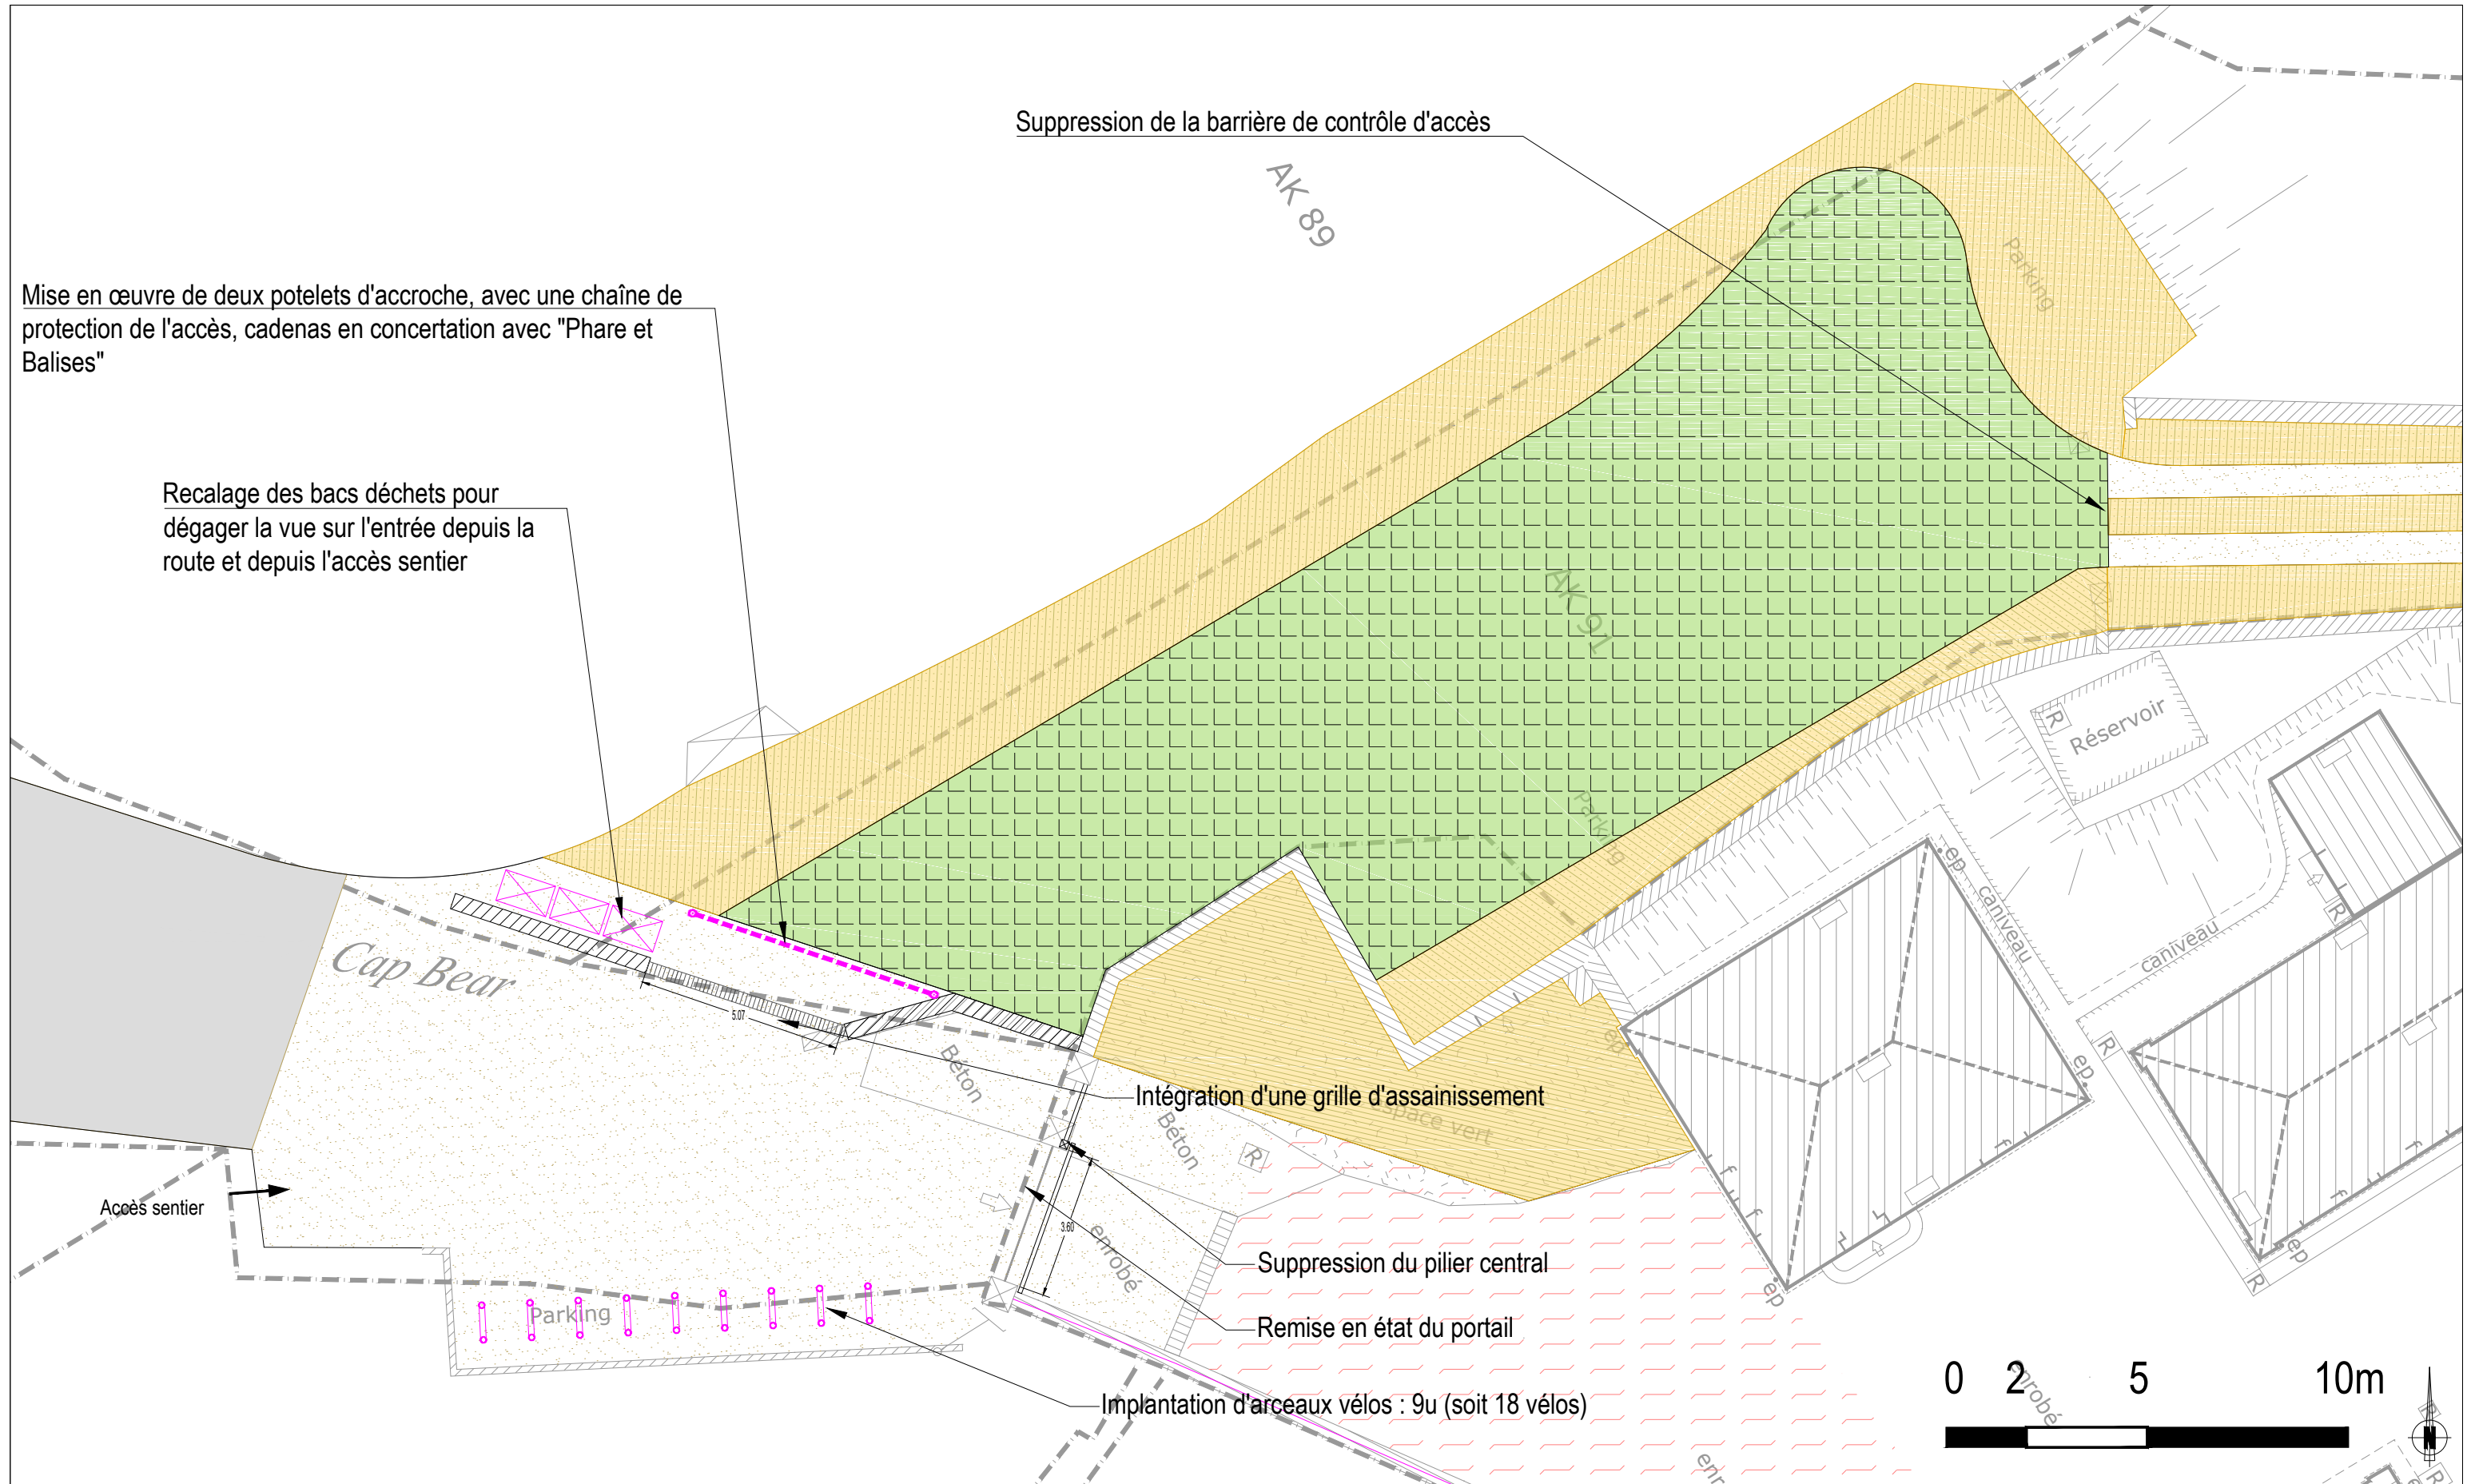 Suppression de la barrière de contrôle d'accès
AK 89
Parking
Mise en œuvre de deux potelets d'accroche, avec une chaîne de
protection de l'accès, cadenas en concertation avec "Phare et
Balises"
Recalage des bacs déchets pour
dégager la vue sur l'entrée depuis la
route et depuis l'accès sentier
AK 91
Parking
R
Réservoir
R
caniveau
ep
caniveau
Cap Bear
5.07
Béton
ep
R
ep
Intégration d'une grille d'assainissement
Béton
espace vert
R
Accès sentier
3.60
enrobé
Suppression du pilier central
ep
ep
R
Parking
Remise en état du portail
Implantation d'arceaux vélos : 9u (soit 18 vélos)
0 2 5 10m
enrobé
N
R